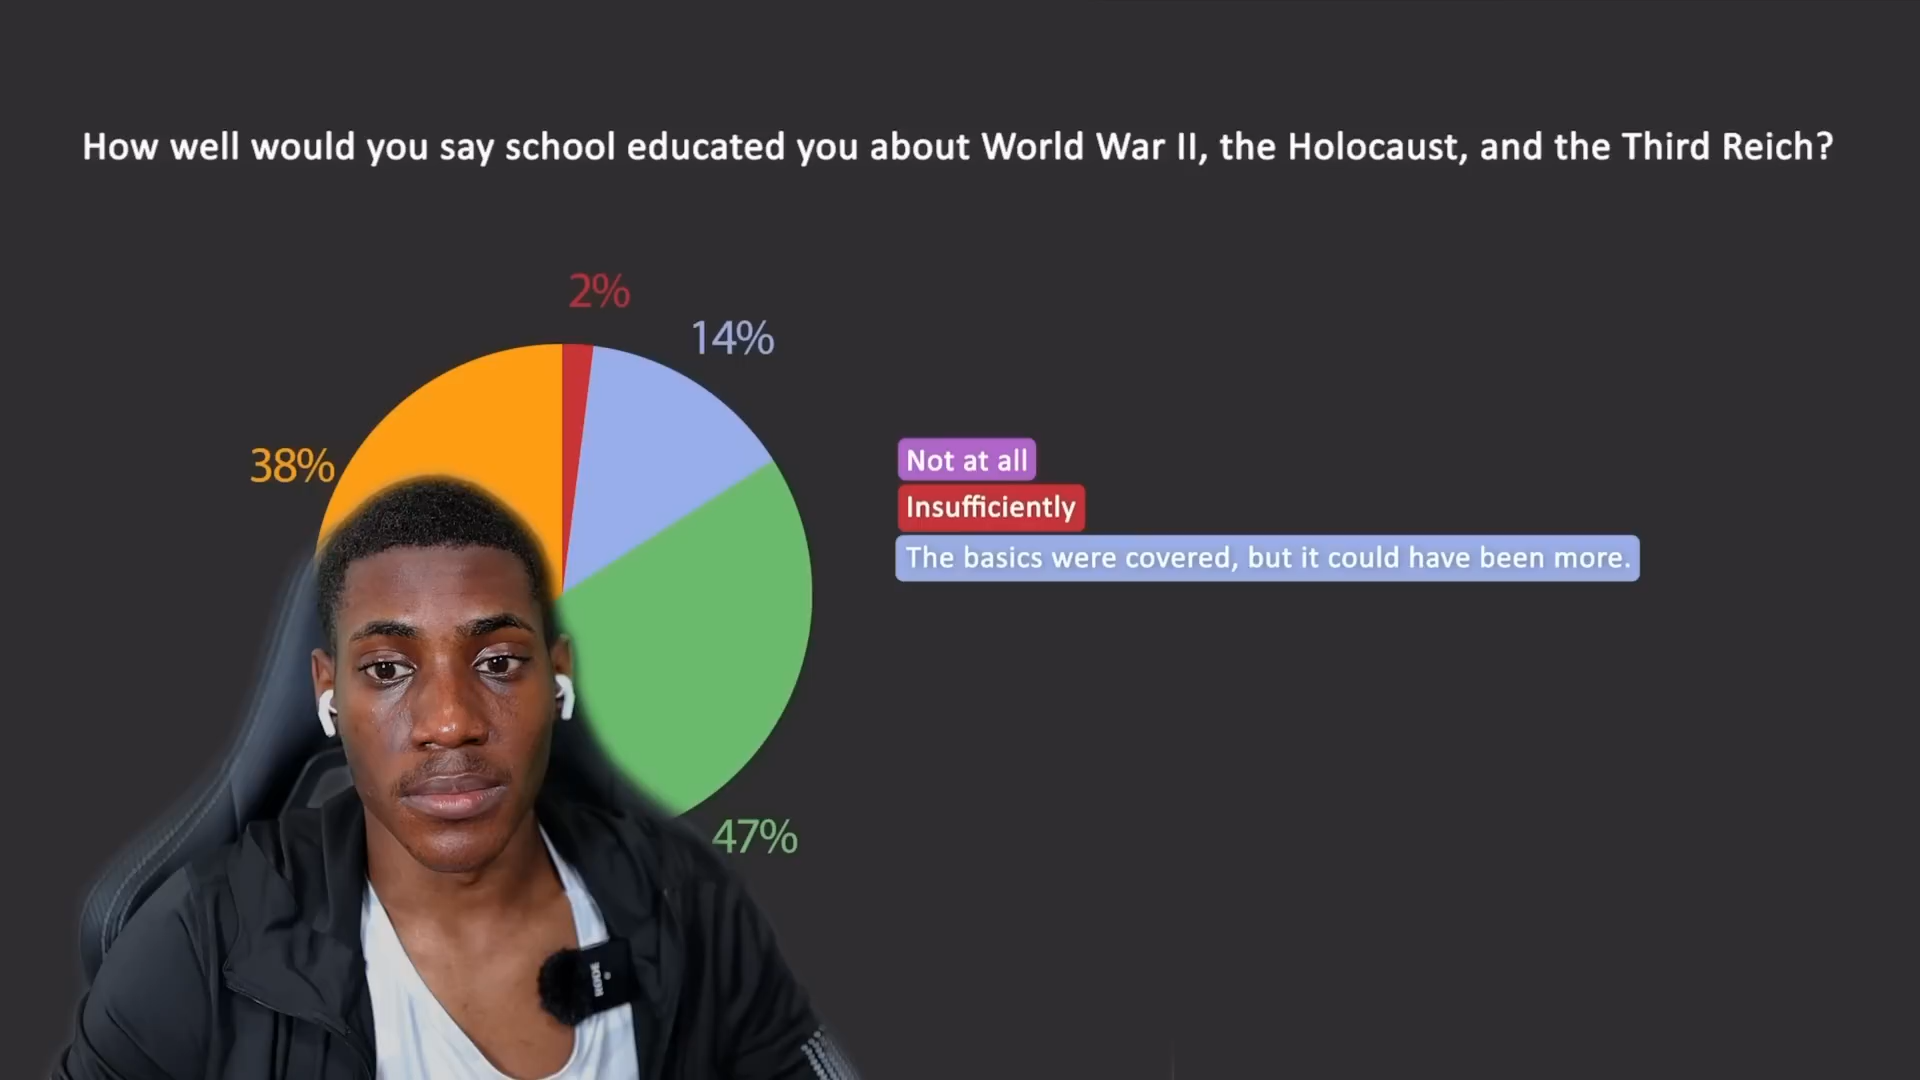 How well would you say school educated you about World War II, the Holocaust, and the Third Reich?
2%
14%
38%
Not at all
Insufficiently
The basics were covered, but it could have been more.
47%
RODE